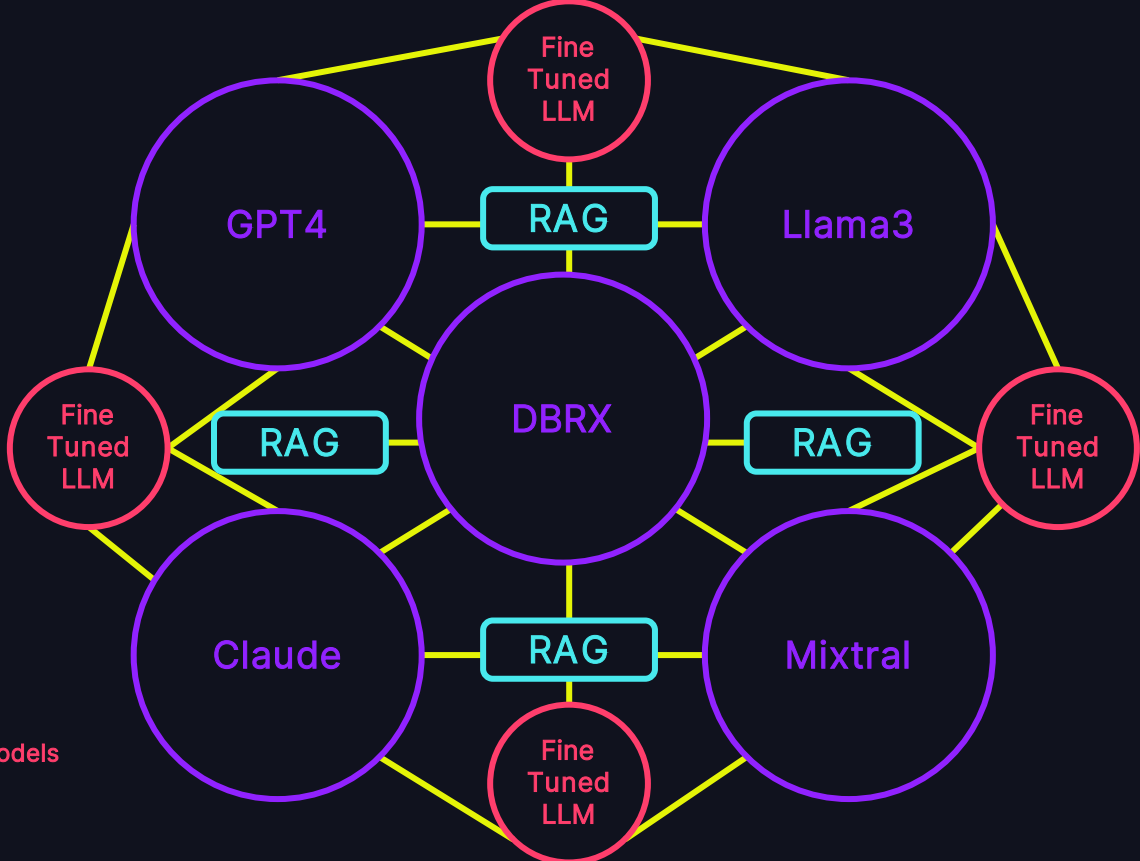 Fine
Tuned
LLM
GPT4
RAG
Llama3
DBRX
Fine
Tuned
LLM
RAG
RAG
Fine
Tuned
LLM
Claude
RAG
Mixtral
odels
Fine
Tuned
LLM